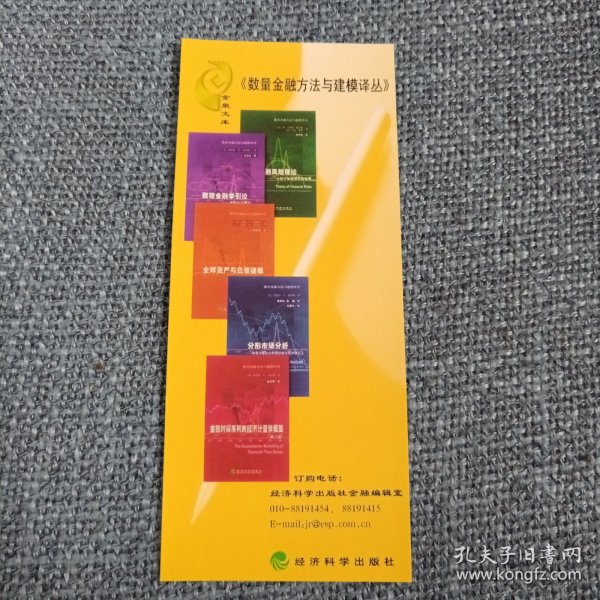 《数量金融方法与建模译丛》
金泉文库
融风险理论
Theory of Financial Risks
数理金融学引论
全球资产与负债建模
分形市场分析
金融时间序列的经济计量学模型
The Econometric Modelling of
Financial Time Series
订购电话：
经济科学出版社金融编辑室
010-88191454、88191415
E-mail:jr@esp.com.cn
经济科学出版社
孔夫子旧书网
www.kongfz.com